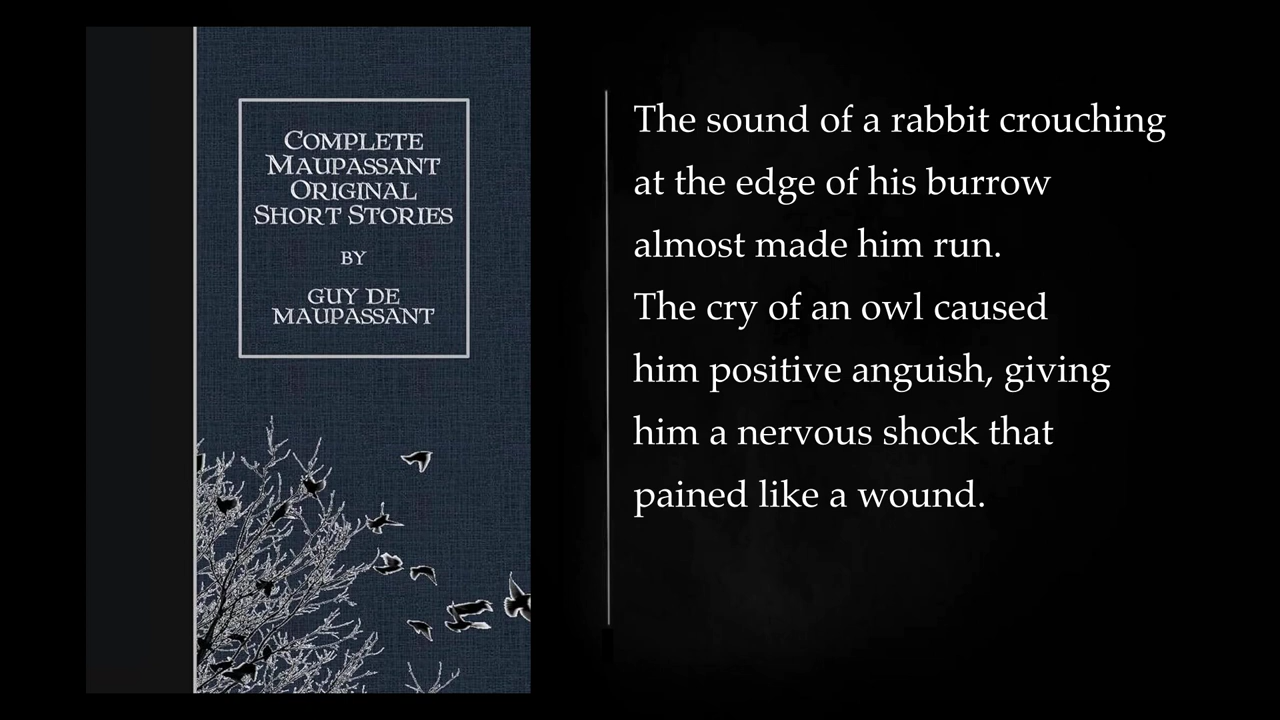 COMPLETE
MAUPASSANT
ORIGINAL
SHORT STORIES
BY
GUY DE
MAUPASSANT
The sound of a rabbit crouching
at the edge of his burrow
almost made him run.
The cry of an owl caused
him positive anguish, giving
him a nervous shock that
pained like a wound.